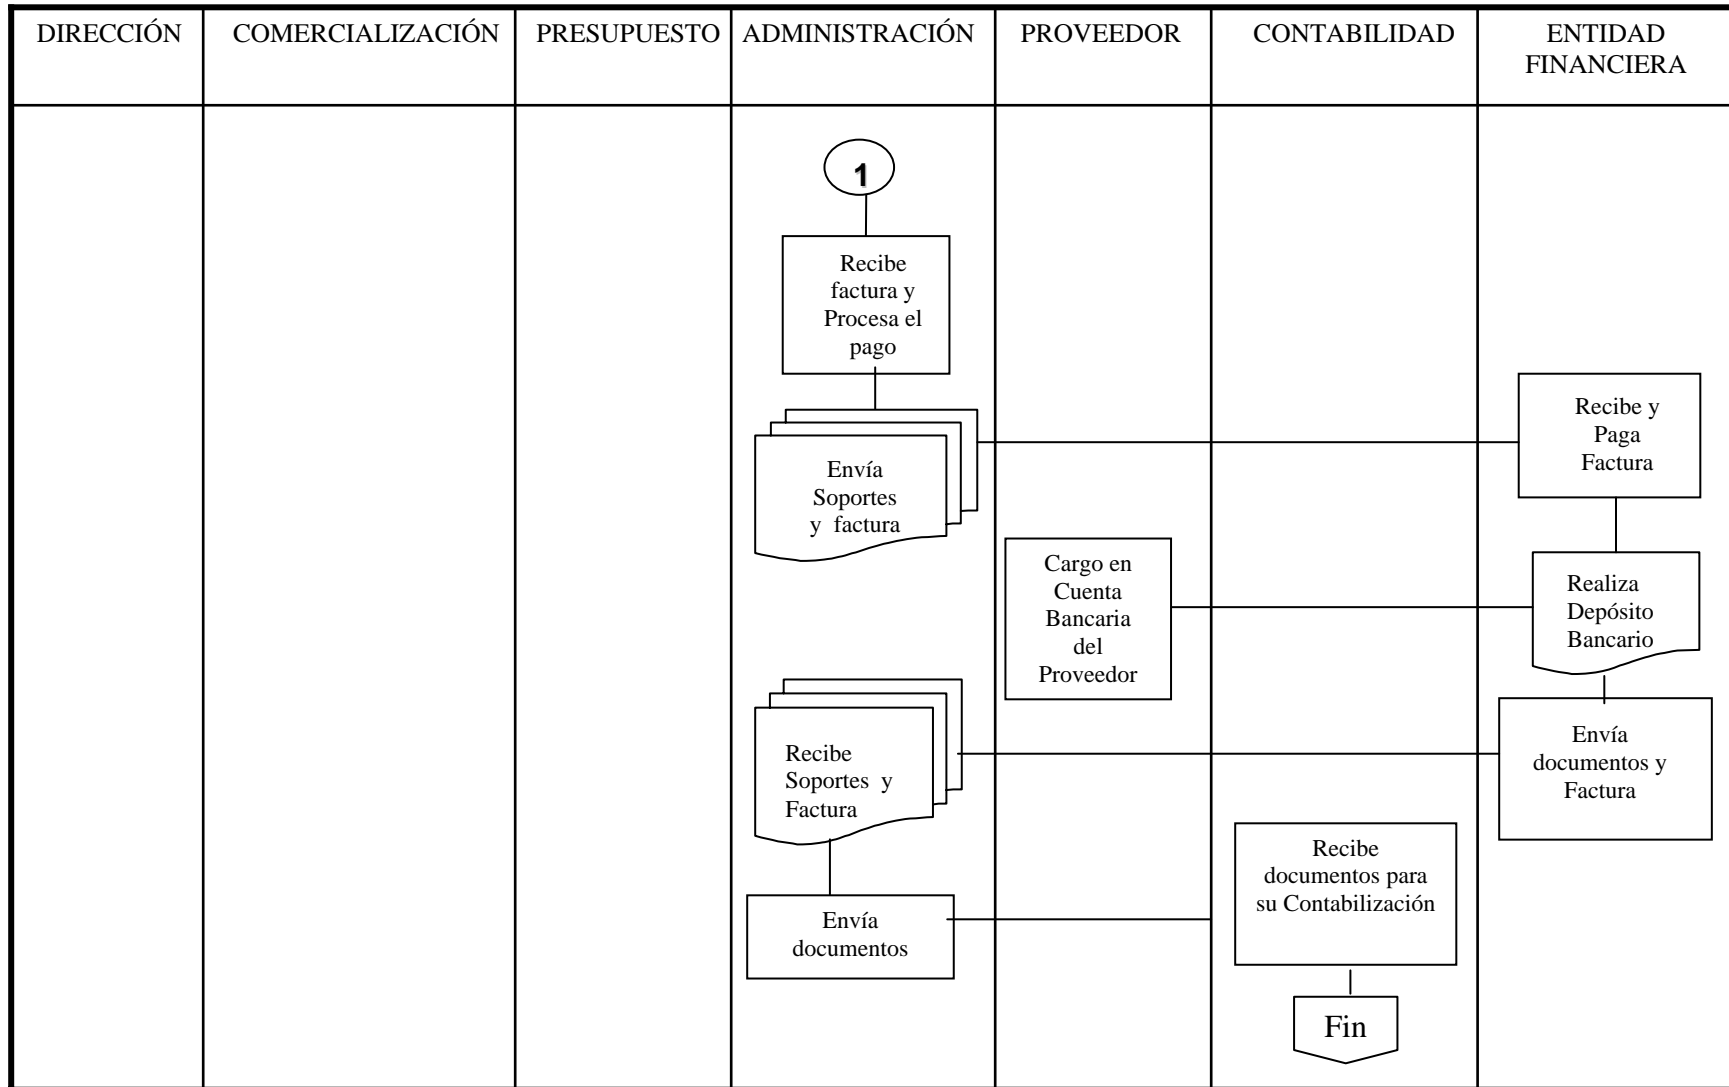 DIRECCIÓN
COMERCIALIZACIÓN
PRESUPUESTO
ADMINISTRACIÓN
PROVEEDOR
CONTABILIDAD
ENTIDAD
FINANCIERA
1
Recibe
factura y
Procesa el
pago
Recibe y
Paga
Factura
Envía
Soportes
y factura
Cargo en
Cuenta
Bancaria
del
Proveedor
Realiza
Depósito
Bancario
Recibe
Soportes y
Factura
Envía
documentos y
Factura
Recibe
documentos para
su Contabilización
Envía
documentos
Fin